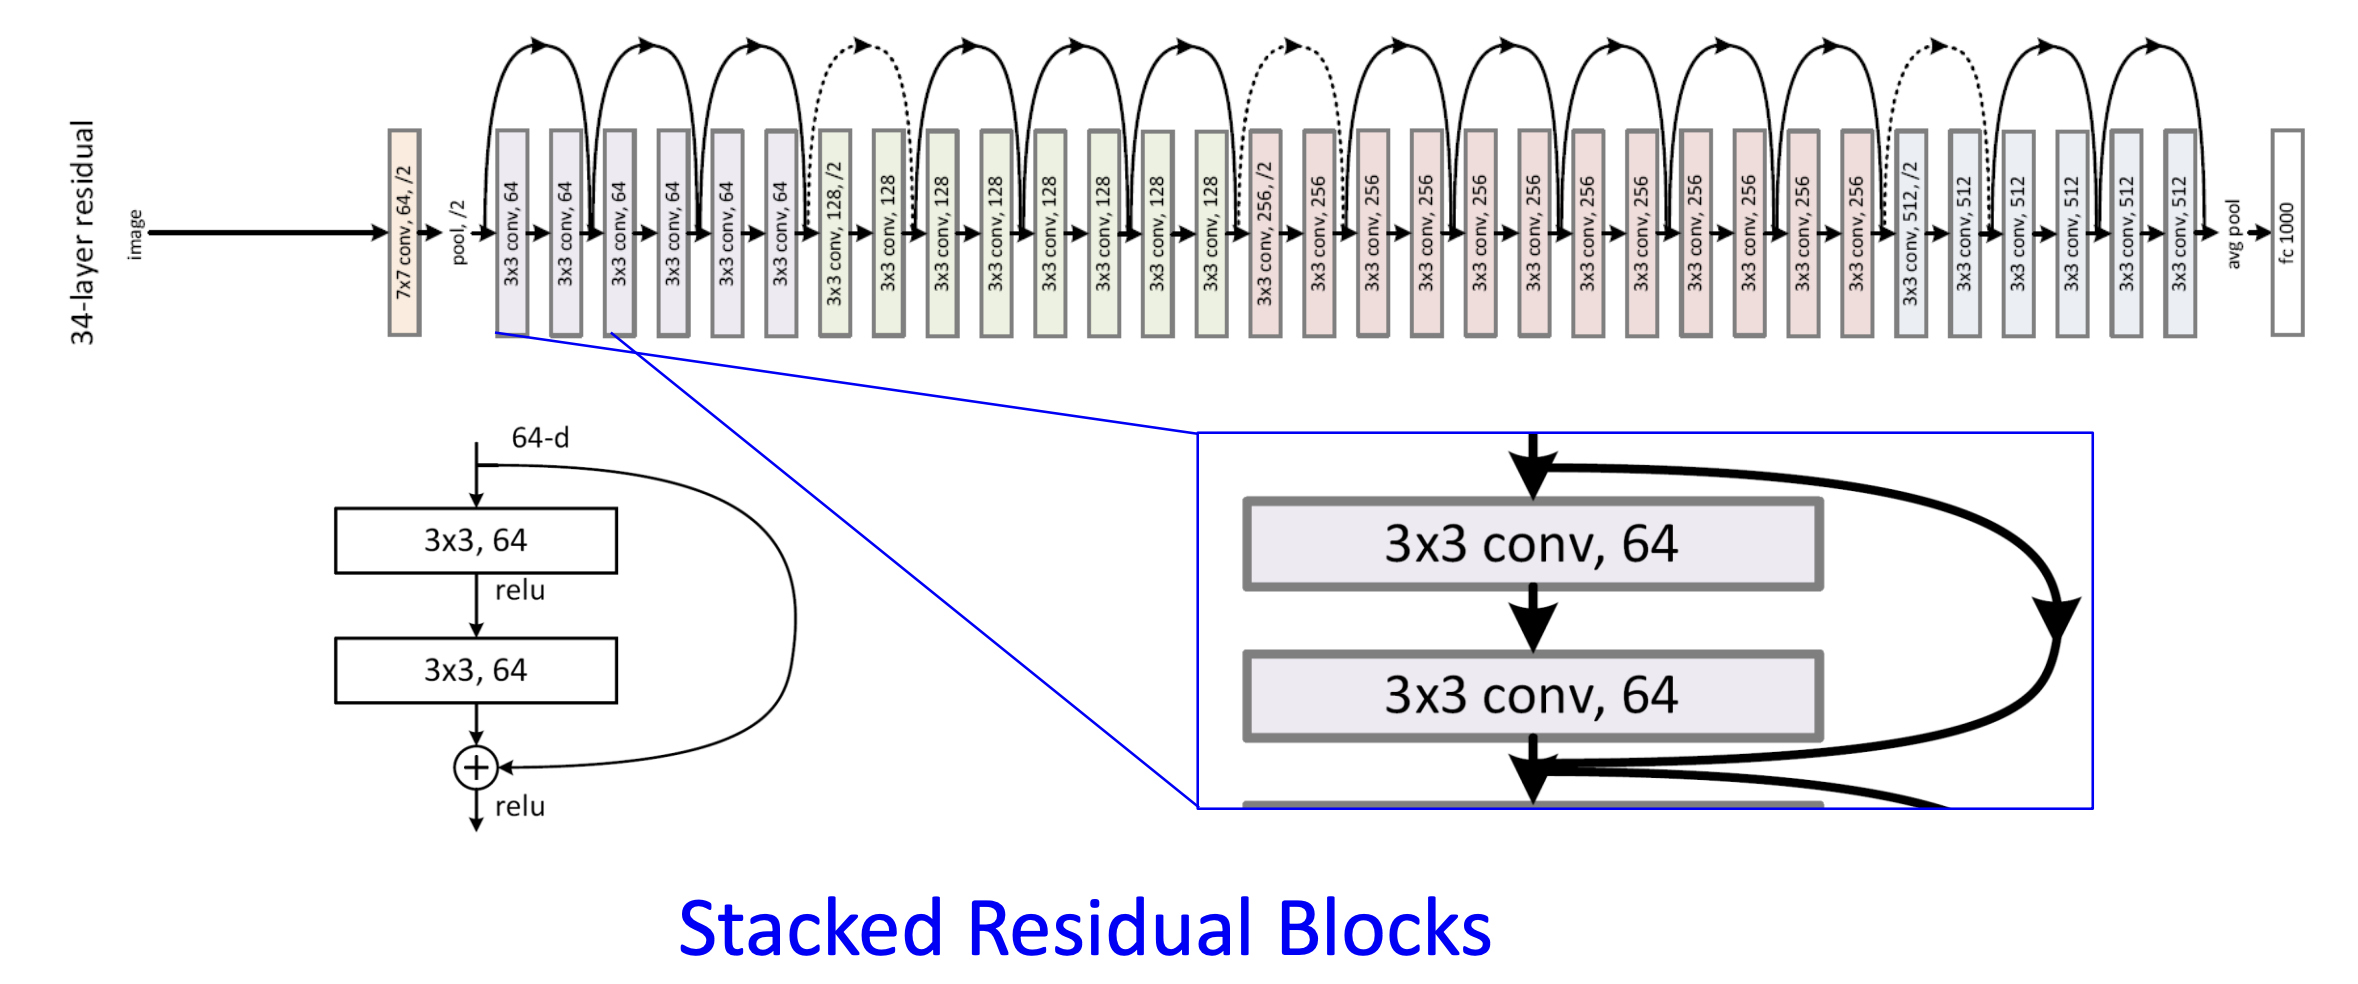 34-layer residual
image
7x7 conv, 64, /2
pool, /2
3x3 conv, 64
3x3 conv, 64
3x3 conv, 64
3x3 conv, 64
3x3 conv, 64
3x3 conv, 64
3x3 conv, 128, /2
3x3 conv, 128
3x3 conv, 128
3x3 conv, 128
3x3 conv, 128
3x3 conv, 128
3x3 conv, 128
3x3 conv, 128
3x3 conv, 256, /2
3x3 conv, 256
3x3 conv, 256
3x3 conv, 256
3x3 conv, 256
3x3 conv, 256
3x3 conv, 256
3x3 conv, 256
3x3 conv, 256
3x3 conv, 256
3x3 conv, 256
3x3 conv, 256
3x3 conv, 512, /2
3x3 conv, 512
3x3 conv, 512
3x3 conv, 512
3x3 conv, 512
3x3 conv, 512
avg pool
fc 1000
64-d
3x3, 64
relu
3x3, 64
relu
3x3 conv, 64
3x3 conv, 64
Stacked Residual Blocks